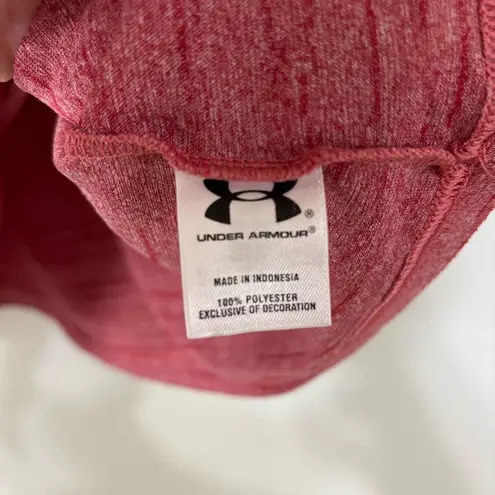 ®
UNDER ARMOUR®
MADE IN INDONESIA
100% POLYESTER
EXCLUSIVE OF DECORATION